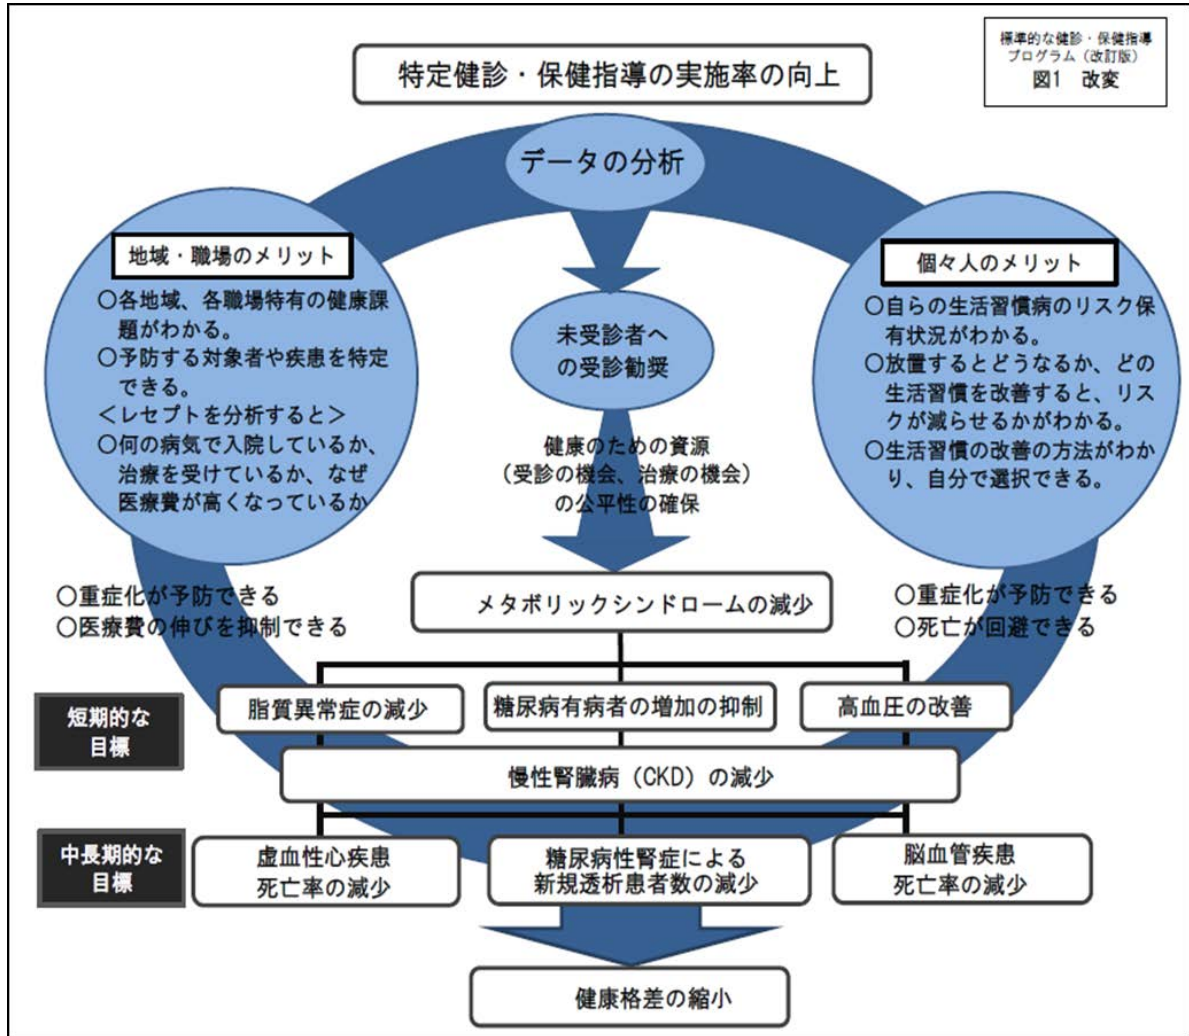 標準的な健診・保健指導
プログラム（改訂版）
図1　改変
特定健診・保健指導の実施率の向上
データの分析
地域・職場のメリット
○各地域、各職場特有の健康課
題がわかる。
○予防する対象者や疾患を特定
できる。
＜レセプトを分析すると＞
○何の病気で入院しているか、
治療を受けているか、なぜ
医療費が高くなっているか
○重症化が予防できる
○医療費の伸びを抑制できる
未受診者へ
の受診勧奨
健康のための資源
（受診の機会、治療の機会）
の公平性の確保
個々人のメリット
○自らの生活習慣病のリスク保
有状況がわかる。
○放置するとどうなるか、どの
生活習慣を改善すると、リス
クが減らせるかがわかる。
○生活習慣の改善の方法がわか
り、自分で選択できる。
○重症化が予防できる
○死亡が回避できる
メタボリックシンドロームの減少
短期的な
目標
脂質異常症の減少
糖尿病有病者の増加の抑制
高血圧の改善
慢性腎臓病（CKD）の減少
中長期的な
目標
虚血性心疾患
死亡率の減少
糖尿病性腎症による
新規透析患者数の減少
脳血管疾患
死亡率の減少
健康格差の縮小